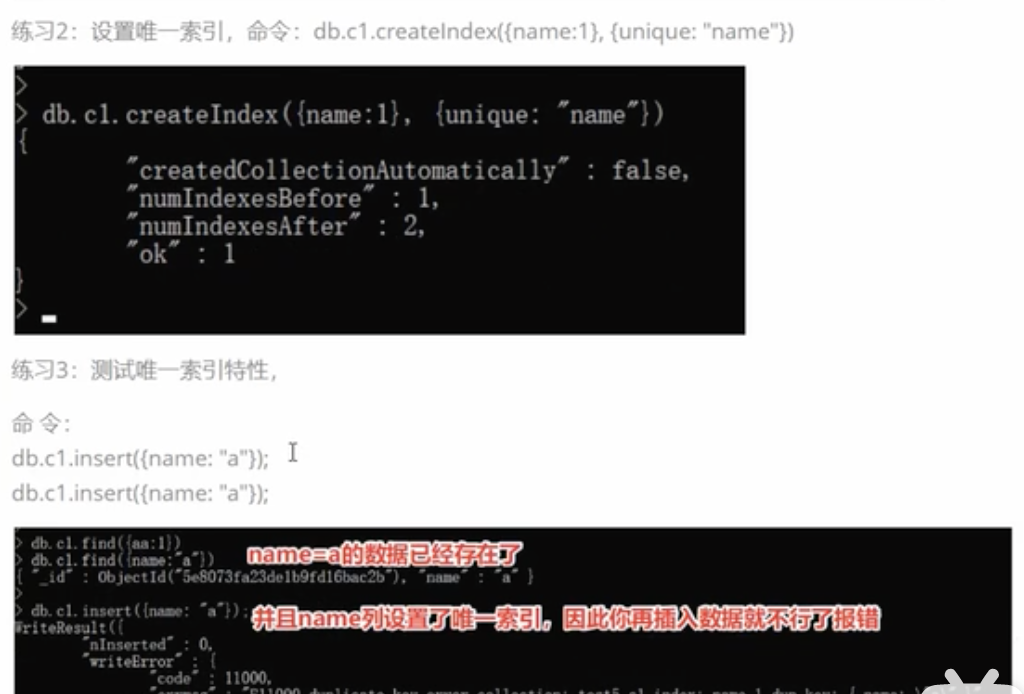 练习2：设置唯一索引，命令：db.c1.createIndex({name:1}, {unique: "name"})
>
> db.c1.createIndex({name:1}, {unique: "name"})
{
"createdCollectionAutomatically" : false,
"numIndexesBefore" : 1,
"numIndexesAfter" : 2,
"ok" : 1
}
>
练习3：测试唯一索引特性，
命 令：
db.c1.insert({name: "a"});
db.c1.insert({name: "a"});
> db.c1.find({aa:1})
> db.c1.find({name:"a"})
name=a的数据已经存在了
{ "_id" : ObjectId("5e8073fa23de1b9fd16bac2b"), "name" : "a" }
>
> db.c1.insert({name: "a"});
并且name列设置了唯一索引，因此你再插入数据就不行了报错
WriteResult({
"nInserted" : 0,
"writeError" : {
"code" : 11000,